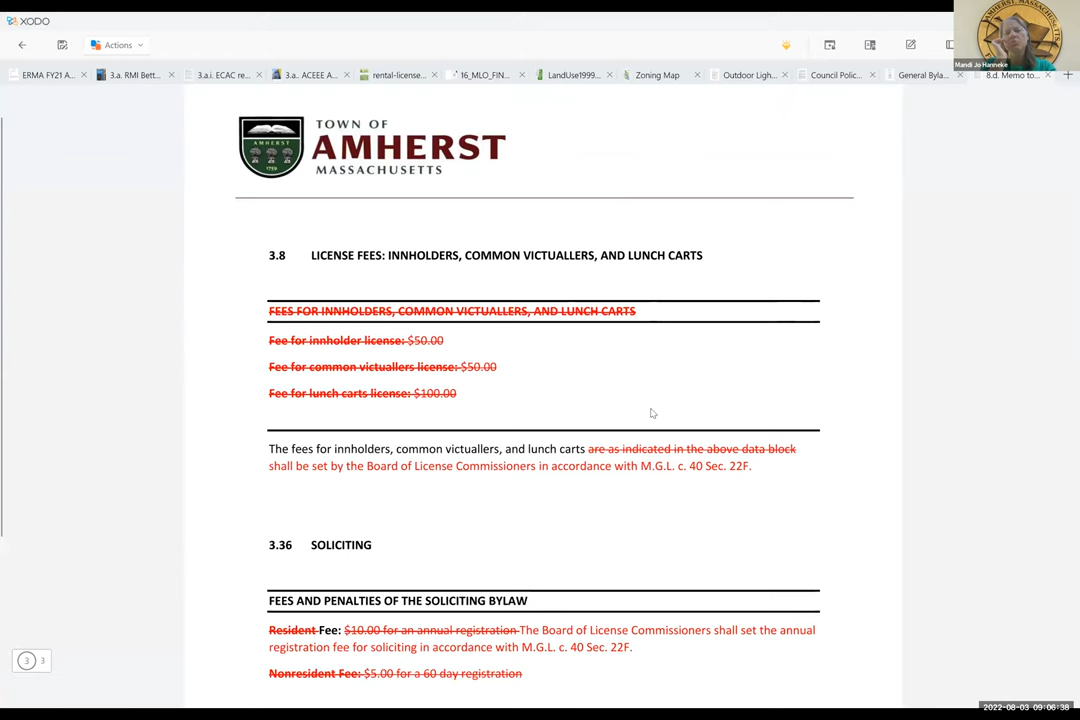 XODO
Actions
ERMA FY21 A...
3.a. RMI Bett...
3.a.i. ECAC re...
3.a.. ACEEE A...
rental-license...
16_MLO_FIN...
LandUse1999...
Zoning Map
Outdoor Ligh...
Council Polic...
General Byla...
8.d. Memo to...
Mandi Jo Hanneke
AMHERST, MASSACHUSETTS
TOWN OF
AMHERST
MASSACHUSETTS
AMHERST
1759
3.8 LICENSE FEES: INNHOLDERS, COMMON VICTUALLERS, AND LUNCH CARTS
FEES FOR INNHOLDERS, COMMON VICTUALLERS, AND LUNCH CARTS
Fee for innholder license: $50.00
Fee for common victuallers license: $50.00
Fee for lunch carts license: $100.00
The fees for innholders, common victuallers, and lunch carts are as indicated in the above data block
shall be set by the Board of License Commissioners in accordance with M.G.L. c. 40 Sec. 22F.
3.36 SOLICITING
FEES AND PENALTIES OF THE SOLICITING BYLAW
Resident Fee: $10.00 for an annual registration The Board of License Commissioners shall set the annual
registration fee for soliciting in accordance with M.G.L. c. 40 Sec. 22F.
Nonresident Fee: $5.00 for a 60 day registration
3 3
2022-08-03 09:06:38